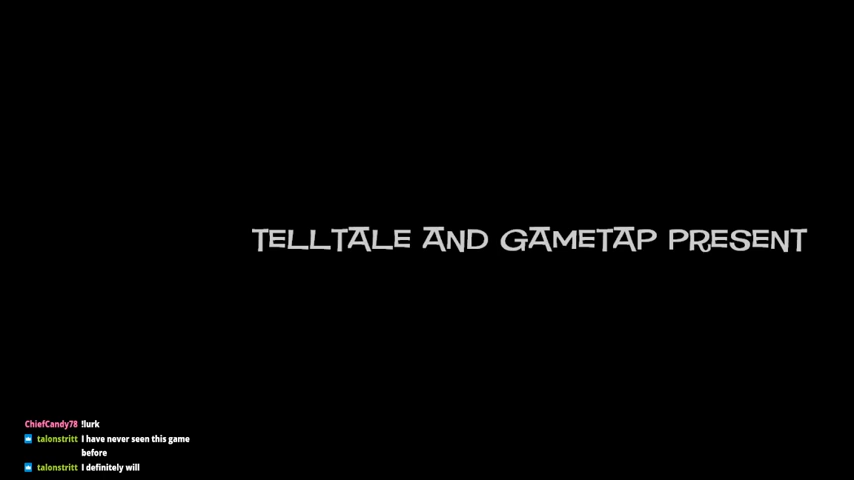 TELLTALE AND GAMETAP PRESENT
ChiefCandy78 !lurk
talonstritt I have never seen this game
before
talonstritt I definitely will